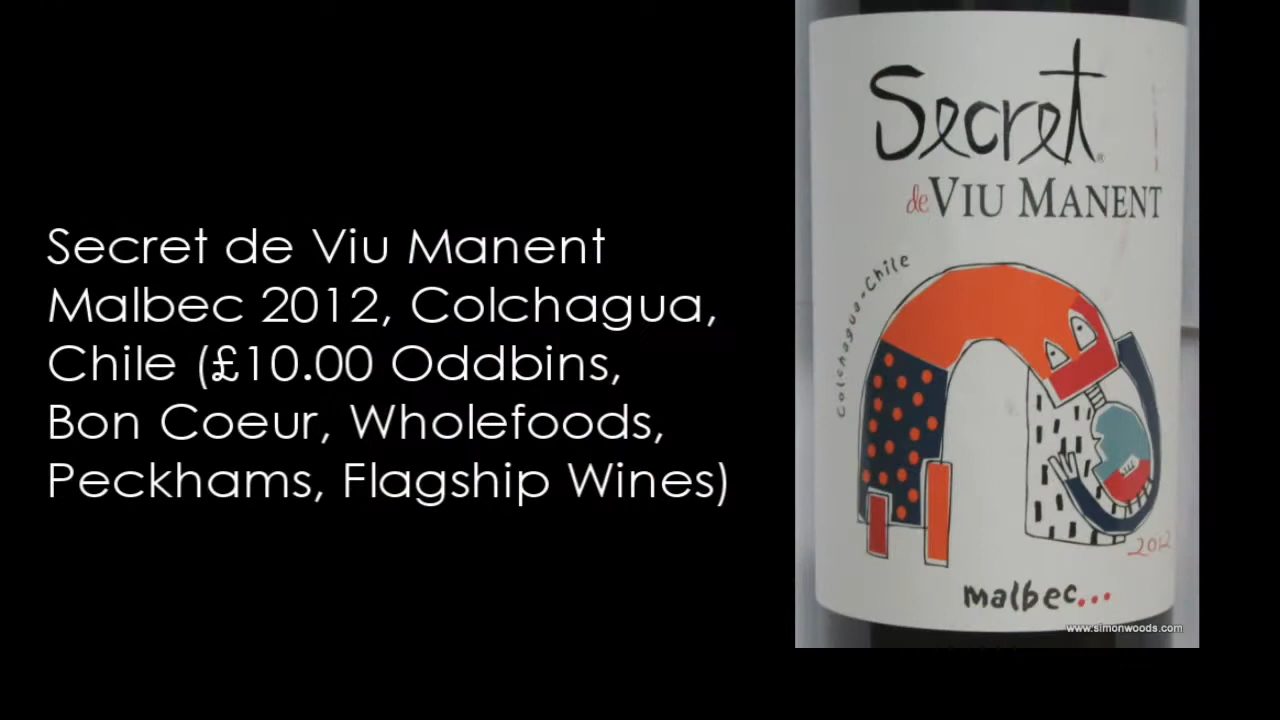 Secret de Viu Manent
Malbec 2012, Colchagua,
Chile (£10.00 Oddbins,
Bon Coeur, Wholefoods,
Peckhams, Flagship Wines)
Secret®
de VIU MANENT
Colchagua-Chile
2012
malbec...
www.simonwoods.com